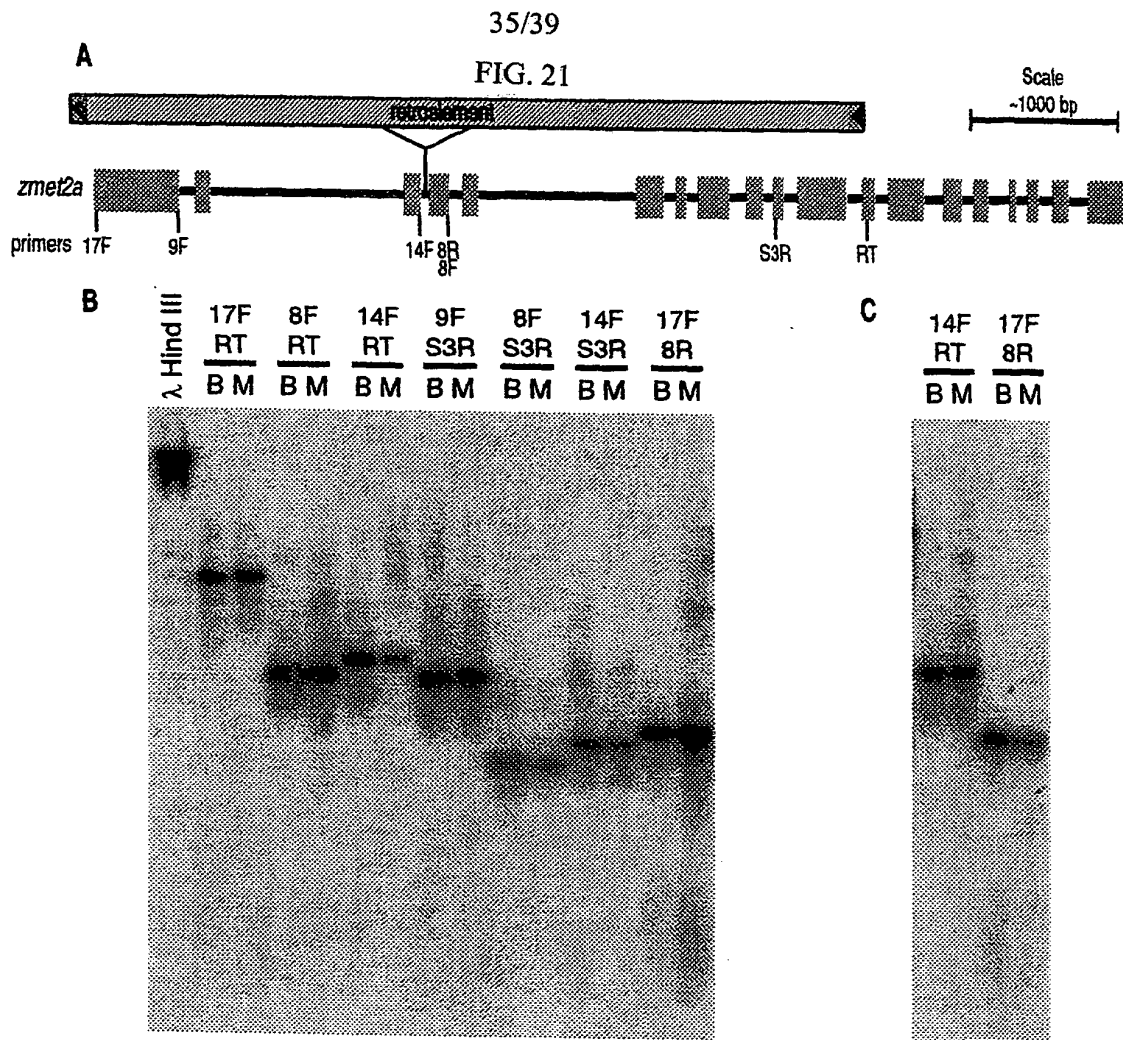 35/39
FIG. 21
A
Scale
~1000 bp
retroelement
zmet2a
primers 17F 9F 14F 8R S3R RT
8F
B
λ Hind III
17F 8F 14F 9F 8F 14F 17F
RT RT RT S3R S3R S3R 8R
B M B M B M B M B M B M B M
C
14F 17F
RT 8R
B M B M